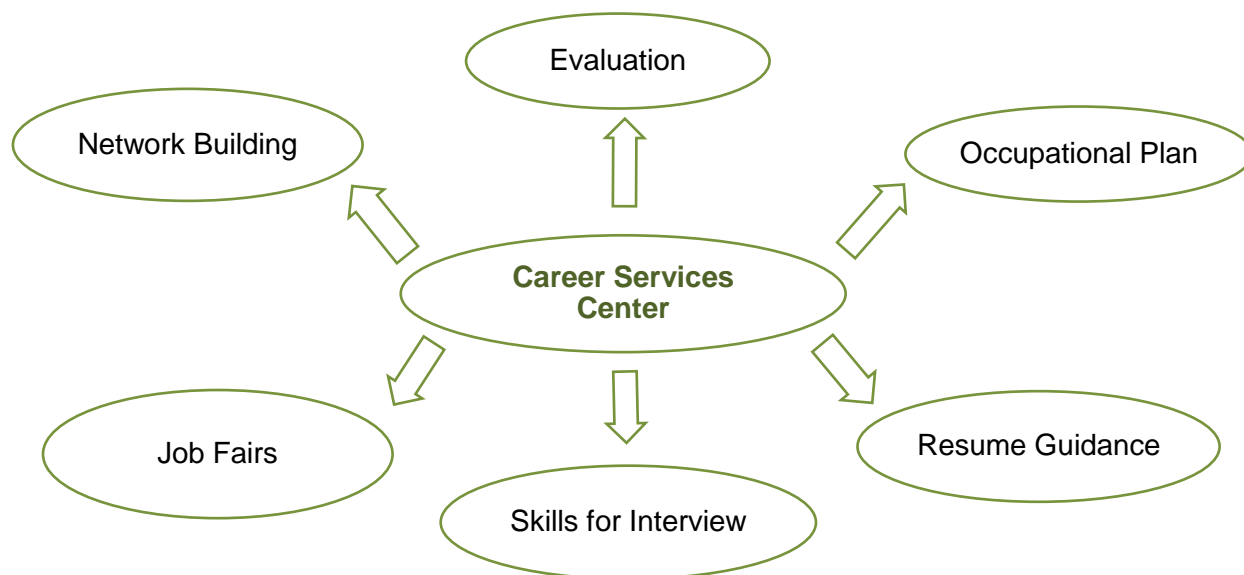 Evaluation
Network Building
Occupational Plan
Career Services
Center
Job Fairs
Resume Guidance
Skills for Interview